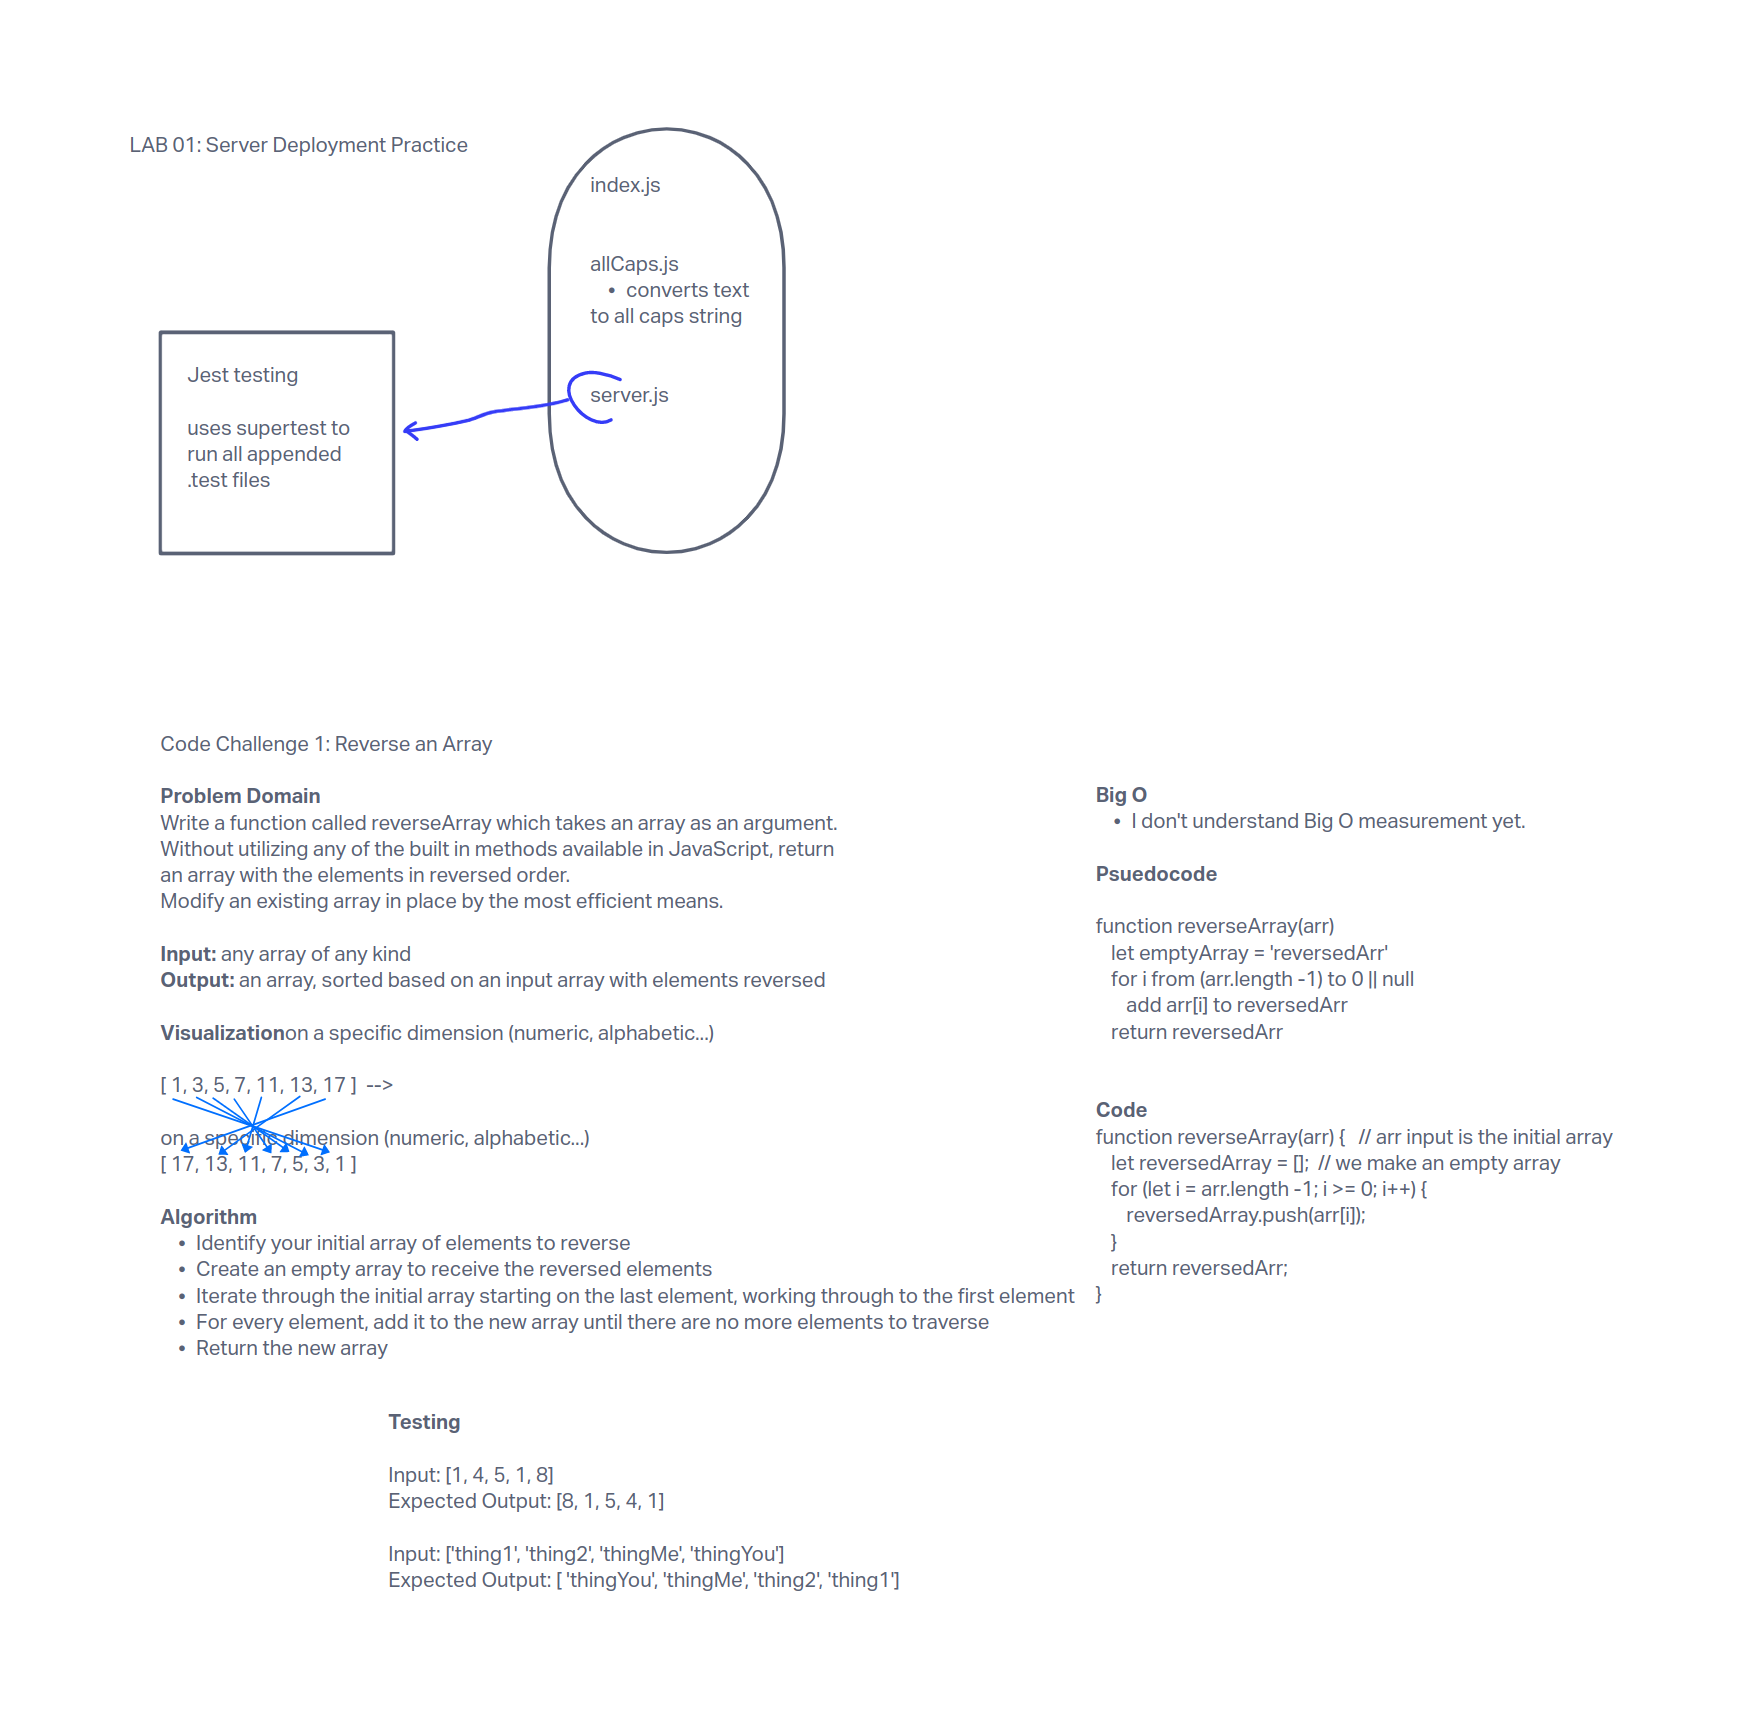 LAB 01: Server Deployment Practice
index.js
allCaps.js
• converts text
to all caps string
server.js
Jest testing
uses supertest to
run all appended
.test files
Code Challenge 1: Reverse an Array
Problem Domain
Write a function called reverseArray which takes an array as an argument.
Without utilizing any of the built in methods available in JavaScript, return
an array with the elements in reversed order.
Modify an existing array in place by the most efficient means.
Input: any array of any kind
Output: an array, sorted based on an input array with elements reversed
Visualizationon a specific dimension (numeric, alphabetic...)
[ 1, 3, 5, 7, 11, 13, 17 ]  -->
on a specific dimension (numeric, alphabetic...)
[ 17, 13, 11, 7, 5, 3, 1 ]
Algorithm
• Identify your initial array of elements to reverse
• Create an empty array to receive the reversed elements
• Iterate through the initial array starting on the last element, working through to the first element
• For every element, add it to the new array until there are no more elements to traverse
• Return the new array
Big O
• I don't understand Big O measurement yet.
Psuedocode
function reverseArray(arr)
let emptyArray = 'reversedArr'
for i from (arr.length -1) to 0 || null
add arr[i] to reversedArr
return reversedArr
Code
function reverseArray(arr) {   // arr input is the initial array
let reversedArray = [];  // we make an empty array
for (let i = arr.length -1; i >= 0; i++) {
reversedArray.push(arr[i]);
}
return reversedArr;
}
Testing
Input: [1, 4, 5, 1, 8]
Expected Output: [8, 1, 5, 4, 1]
Input: ['thing1', 'thing2', 'thingMe', 'thingYou']
Expected Output: [ 'thingYou', 'thingMe', 'thing2', 'thing1']